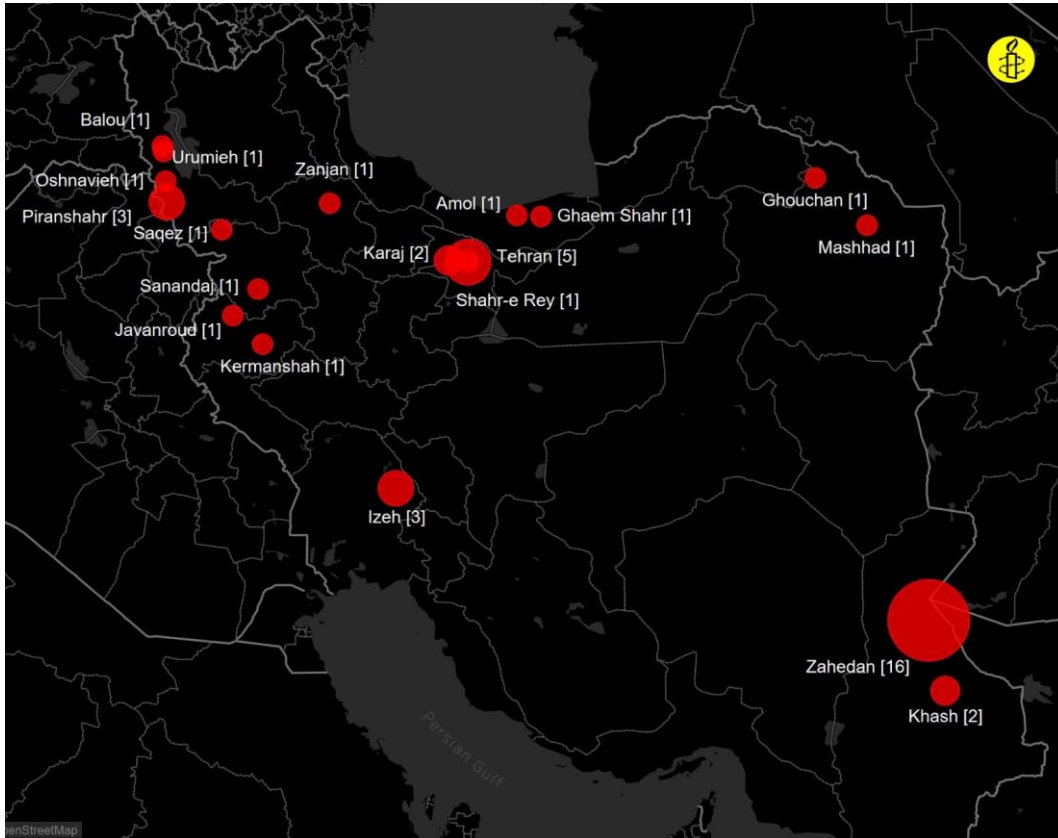 Balou [1]
Urumieh [1]
Oshnavieh [1]
Zanjan [1]
Piranshahr [3]
Saqez [1]
Amol [1]
Ghaem Shahr [1]
Ghouchan [1]
Mashhad [1]
Karaj [2]
Tehran [5]
Shahr-e Rey [1]
Sanandaj [1]
Javanroud [1]
Kermanshah [1]
Izeh [3]
Zahedan [16]
Khash [2]
Persian Gulf
penStreetMap